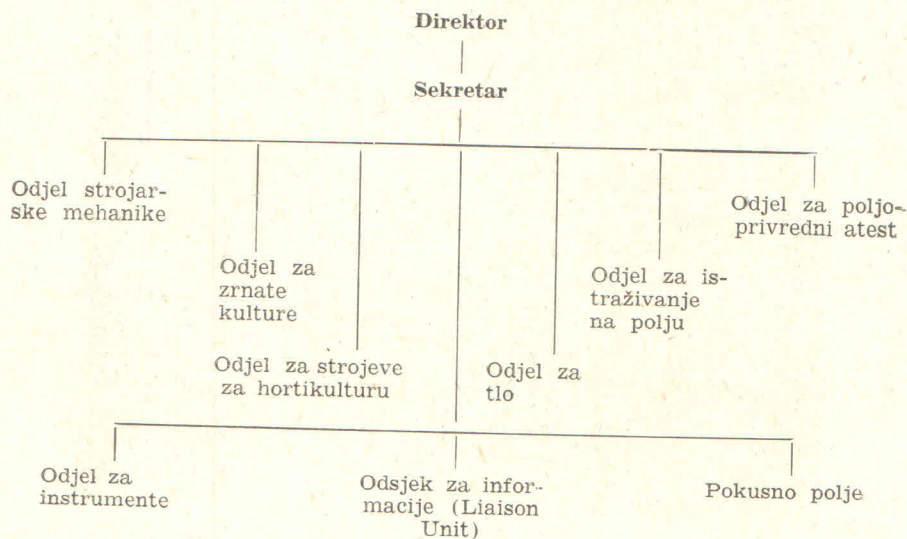 Direktor
Sekretar
Odjel strojar-
ske mehanike
Odjel za
zrnate
kulture
Odjel za strojeve
za hortikulturu
Odjel za
tlo
Odjel za is-
traživanje
na polju
Odjel za poljo-
privredni atest
Odjel za
instrumente
Odsjek za infor-
macije (Liaison
Unit)
Pokusno polje